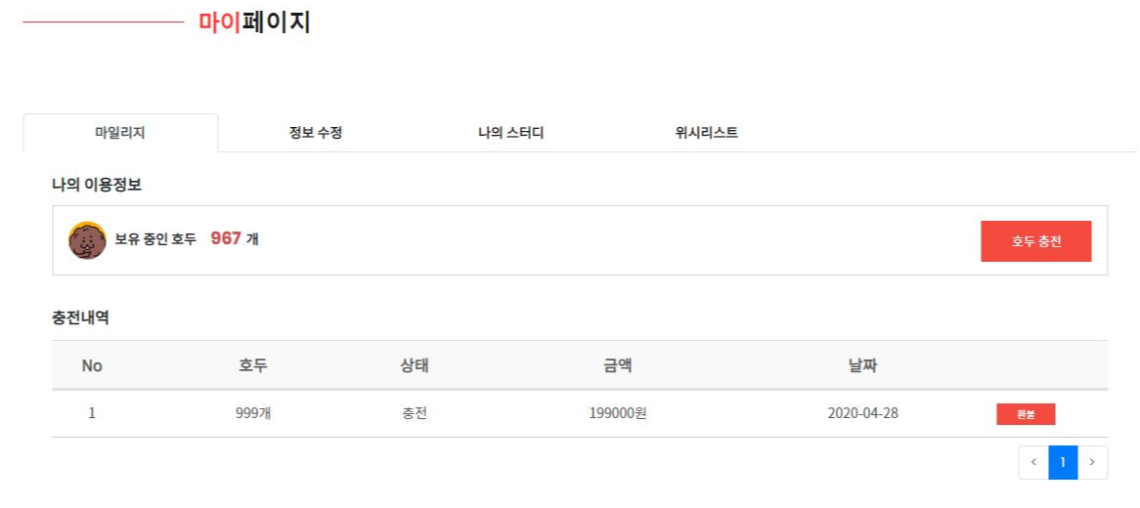 마이페이지
마일리지 정보 수정 나의 스터디 위시리스트
나의 이용정보
보유 중인 호두 967 개 호두 충전
충전내역
No 호두 상태 금액 날짜
1 999개 충전 199000원 2020-04-28 환불
< 1 >